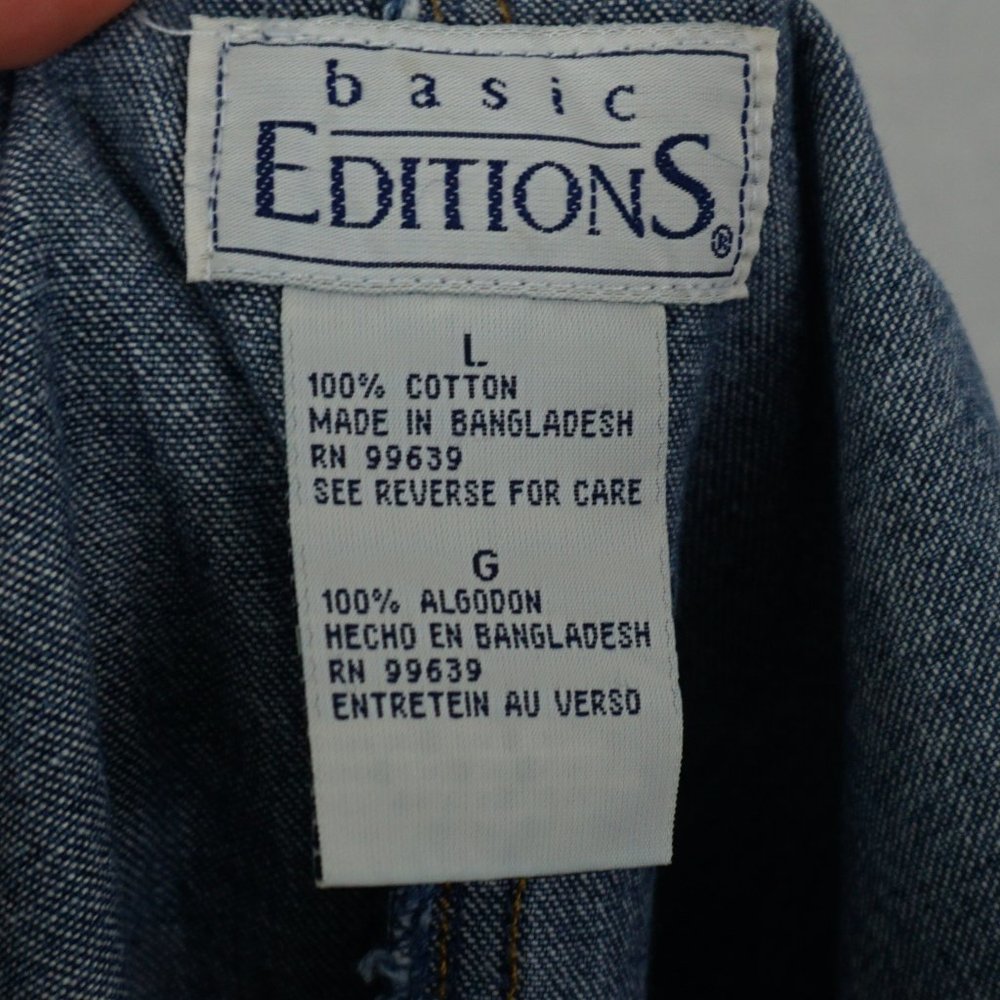 basic
EDITIONS®
L
100% COTTON
MADE IN BANGLADESH
RN 99639
SEE REVERSE FOR CARE
G
100% ALGODON
HECHO EN BANGLADESH
RN 99639
ENTRETEIN AU VERSO